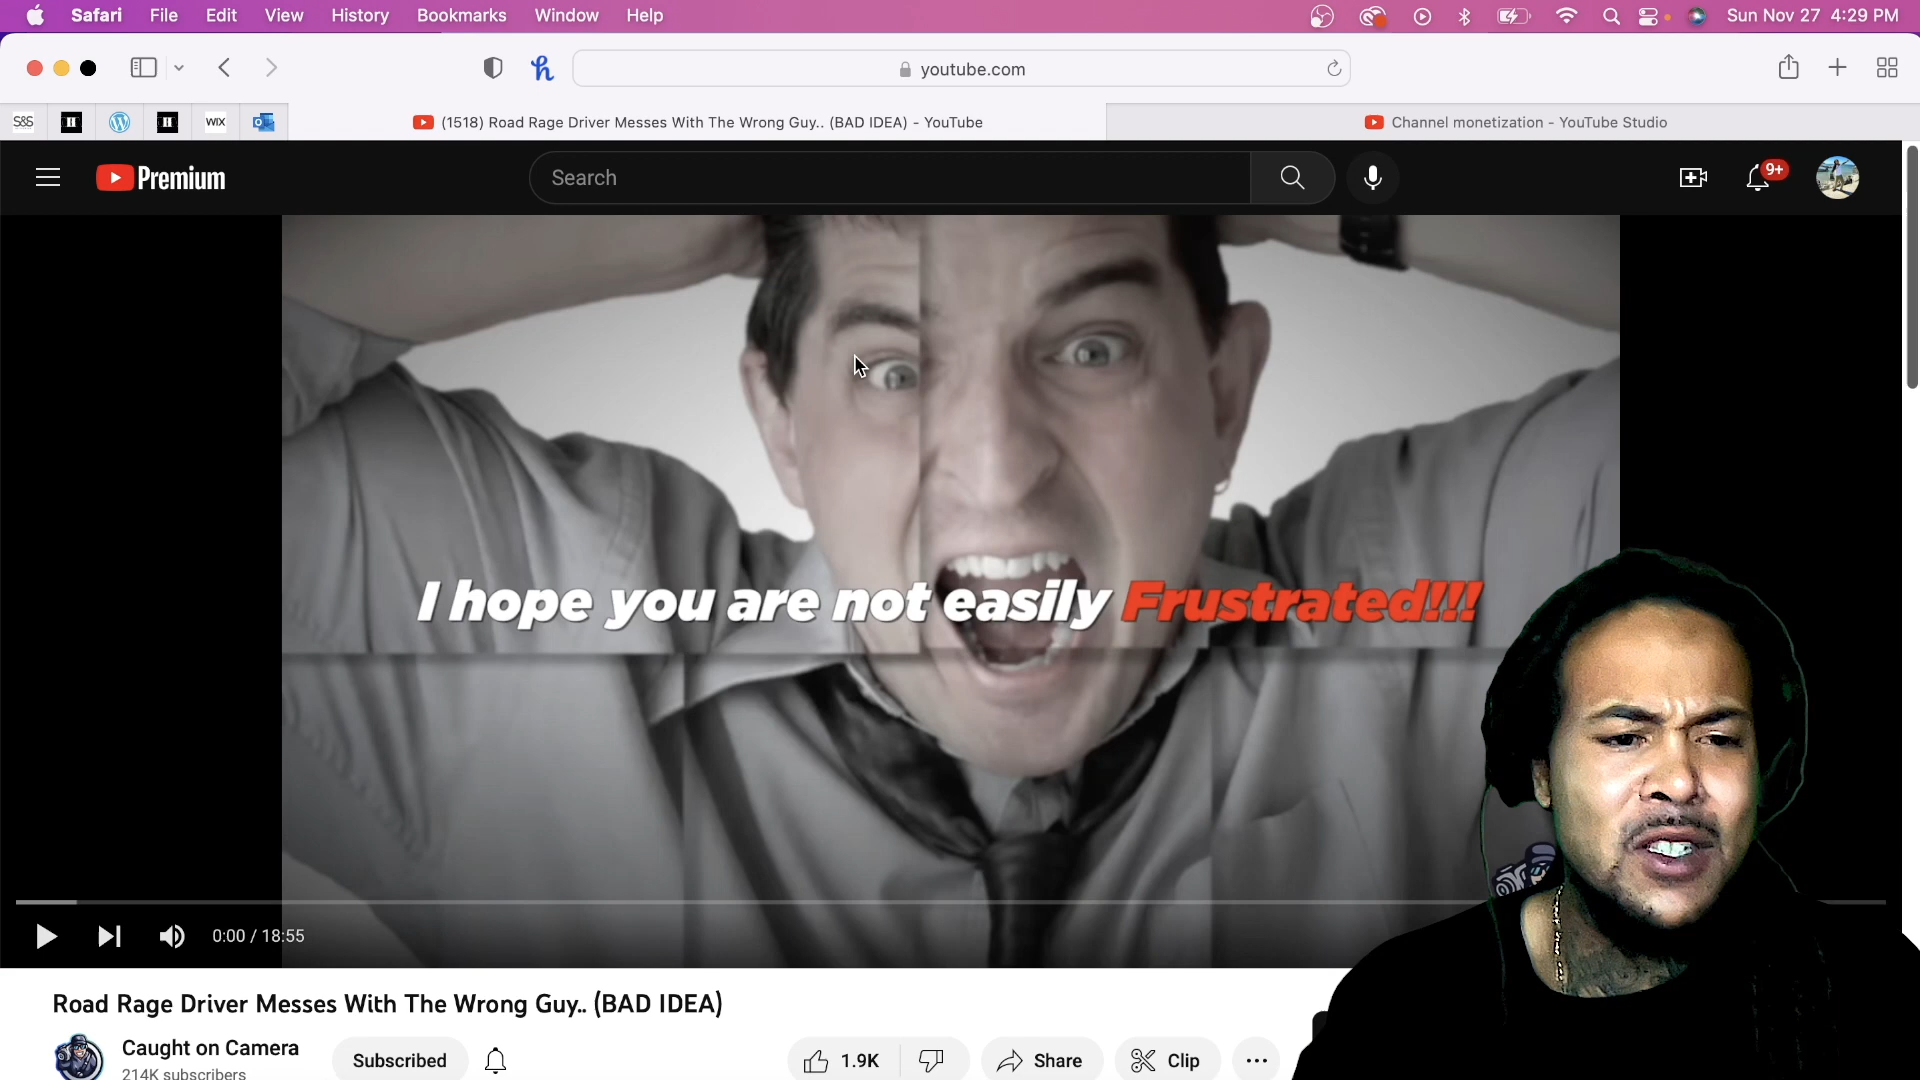 Safari File Edit View History Bookmarks Window Help Sun Nov 27 4:29 PM
youtube.com
S&S WIX (1518) Road Rage Driver Messes With The Wrong Guy.. (BAD IDEA) - YouTube Channel monetization - YouTube Studio
Premium Search 9+
I hope you are not easily Frustrated!!!
0:00 / 18:55
Road Rage Driver Messes With The Wrong Guy.. (BAD IDEA)
Caught on Camera
214K subscribers
Subscribed 1.9K Share Clip